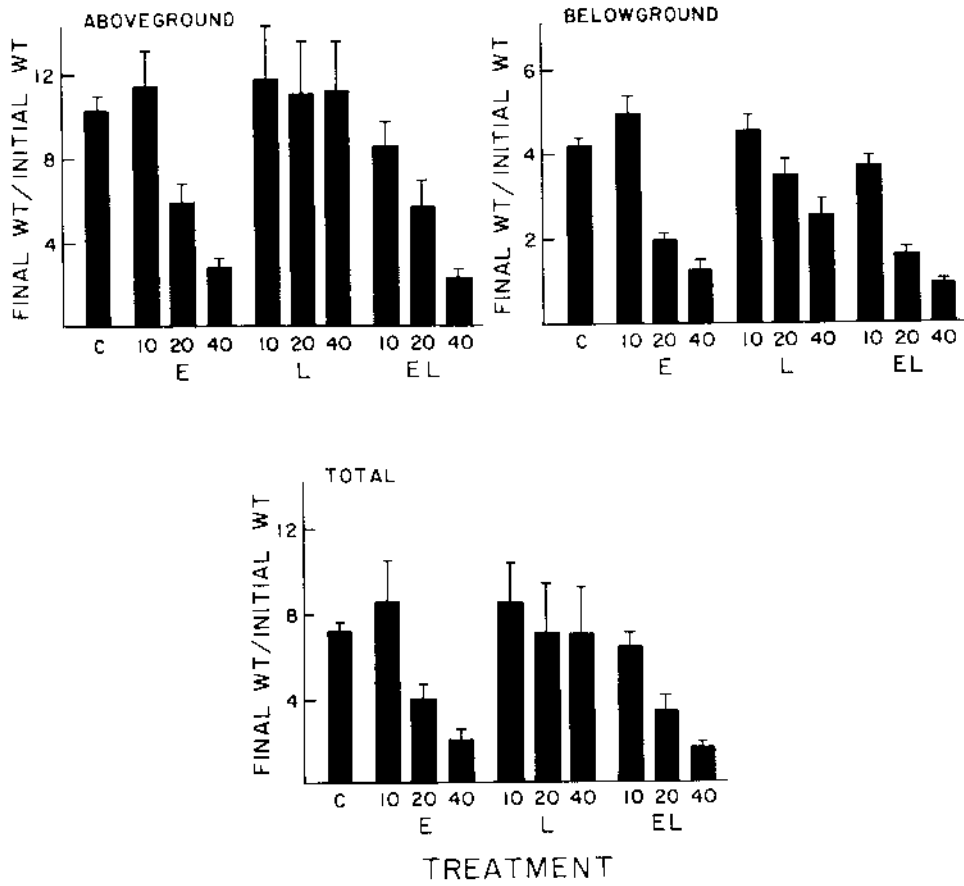 ABOVEGROUND
FINAL WT/INITIAL WT
12
8
4
C 10 20 40 10 20 40 10 20 40
E L EL
BELOWGROUND
FINAL WT/INITIAL WT
6
4
2
C 10 20 40 10 20 40 10 20 40
E L EL
TOTAL
FINAL WT/INITIAL WT
12
8
4
C 10 20 40 10 20 40 10 20 40
E L EL
TREATMENT